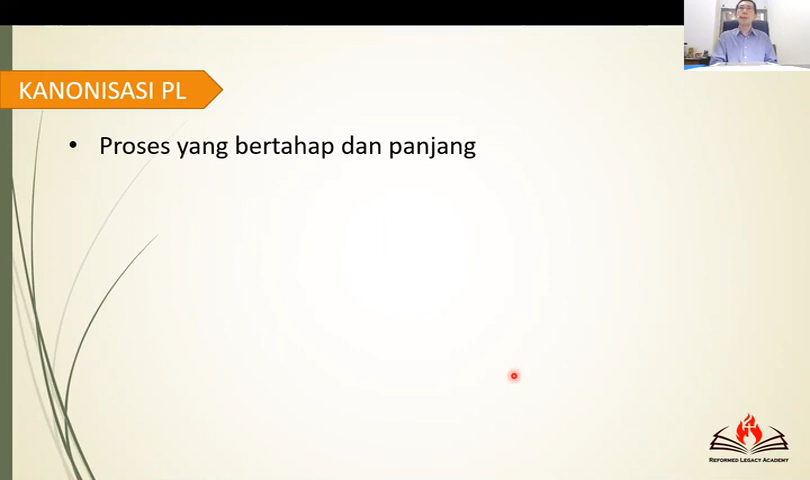 KANONISASI PL
• Proses yang bertahap dan panjang
REFORMED LEGACY ACADEMY